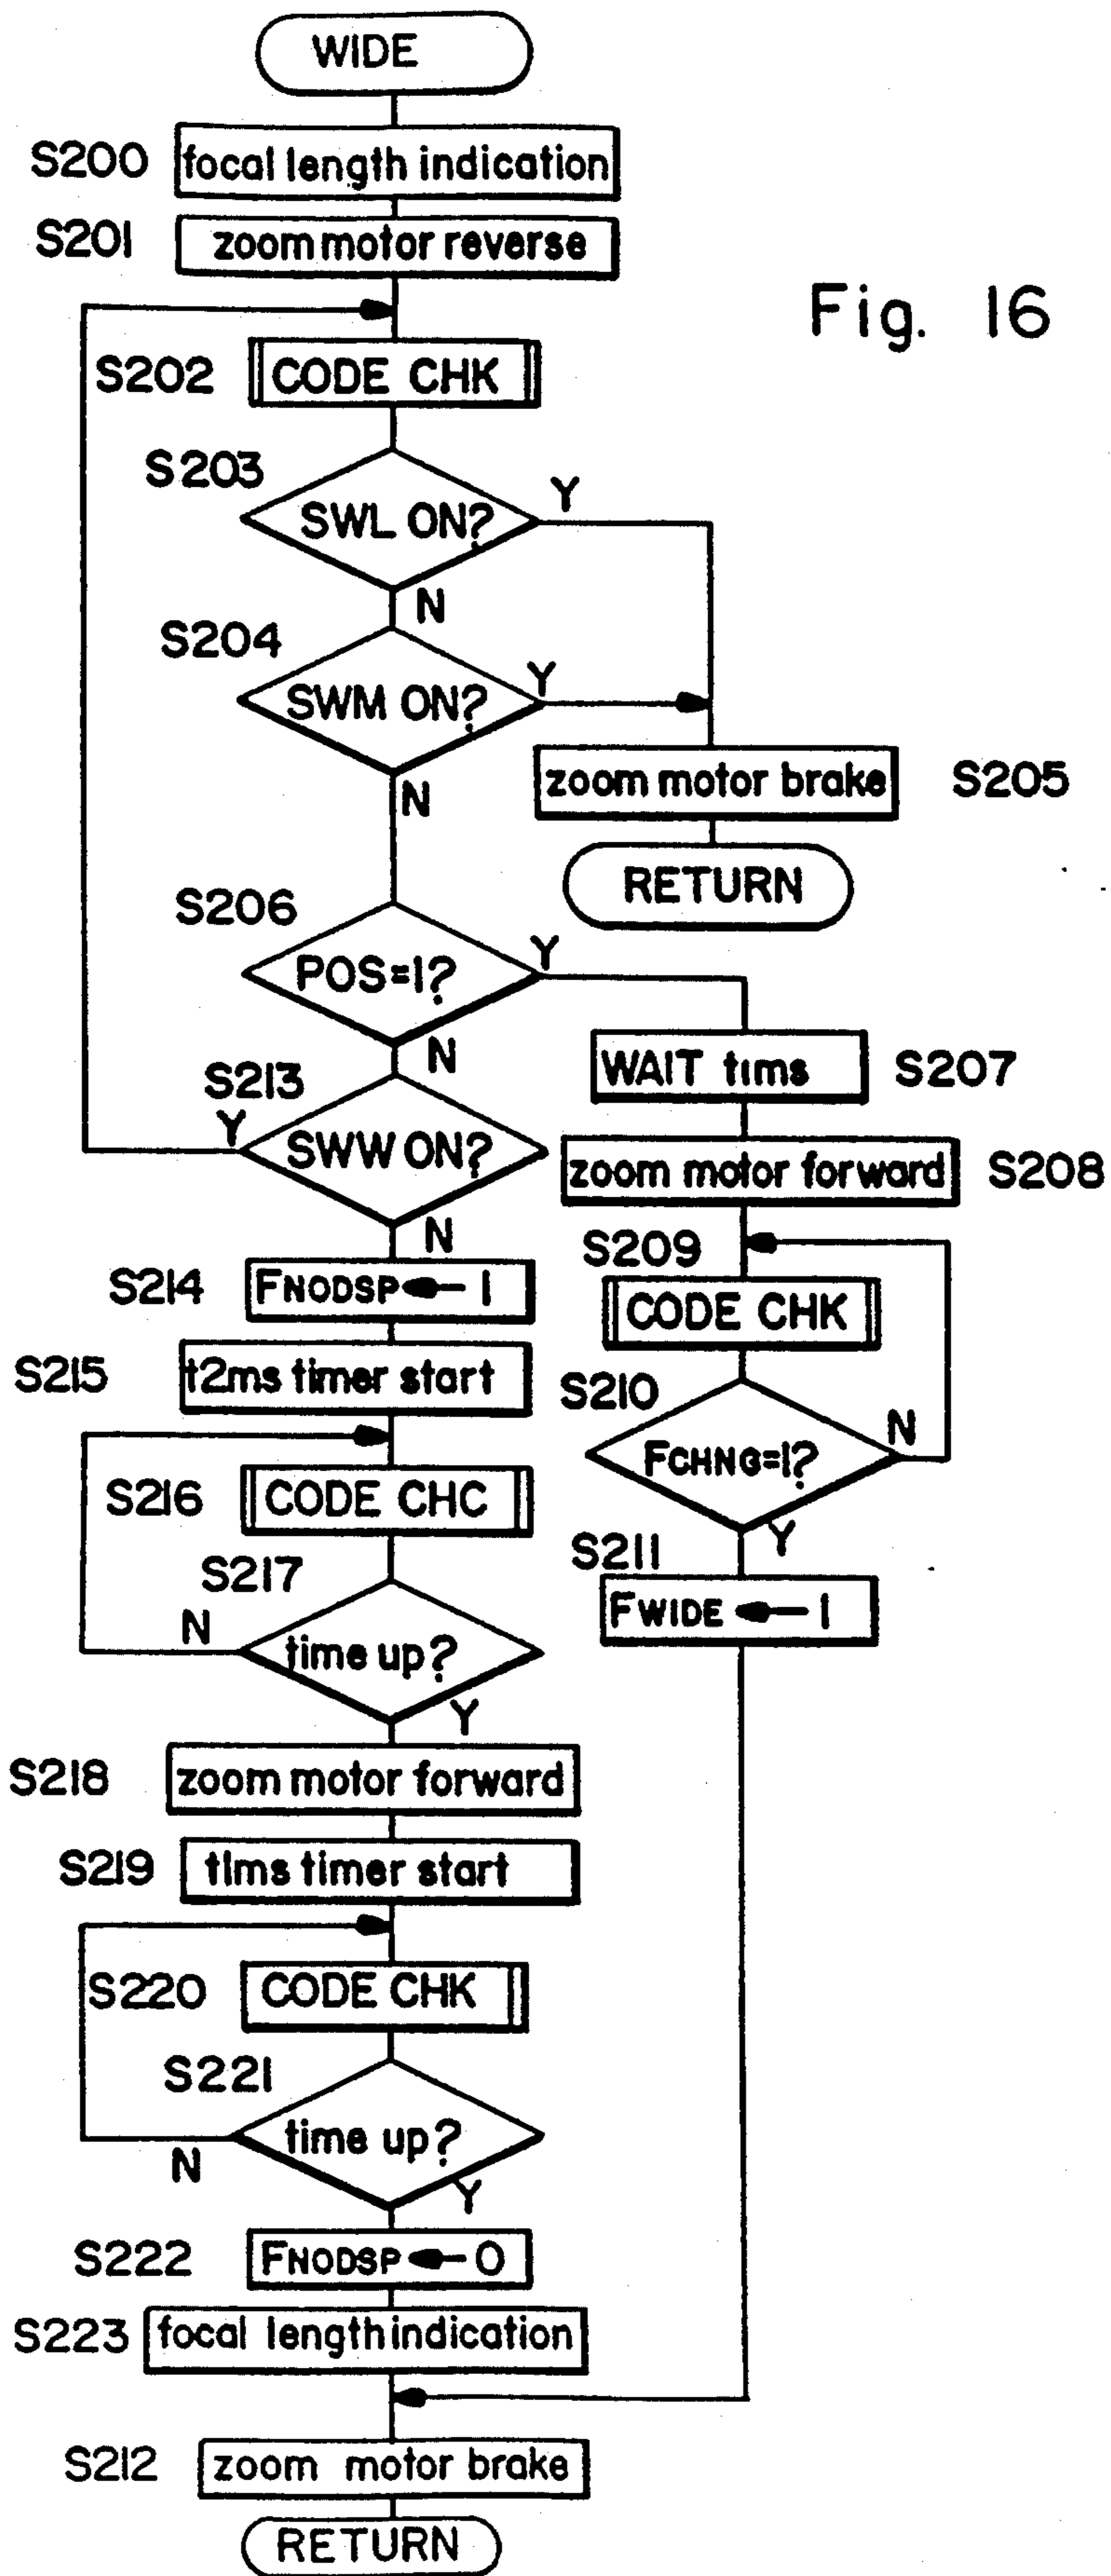 WIDE
S200 focal length indication
S201 zoom motor reverse
Fig. 16
S202 CODE CHK
S203
SWL ON?
Y
N
S204
SWM ON?
Y
N
zoom motor brake S205
RETURN
S206
POS=1?
Y
N
WAIT t1ms S207
S213
SWW ON?
Y
N
zoom motor forward S208
S209
CODE CHK
S210
FCHNG=1?
N
Y
S211
FWIDE ← 1
S214 FNODSP ← 1
S215 t2ms timer start
S216 CODE CHC
S217
time up?
N
Y
S218 zoom motor forward
S219 t1ms timer start
S220 CODE CHK
S221
time up?
N
Y
S222 FNODSP ← 0
S223 focal length indication
S212 zoom motor brake
RETURN